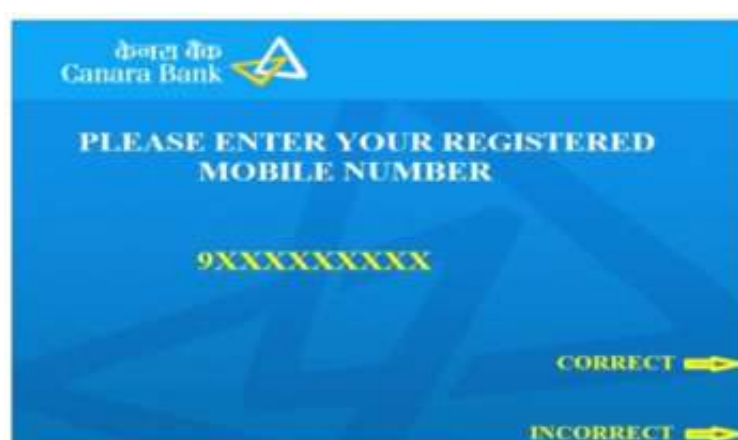 केनरा बैंक
Canara Bank
PLEASE ENTER YOUR REGISTERED
MOBILE NUMBER
9XXXXXXXXX
CORRECT
INCORRECT